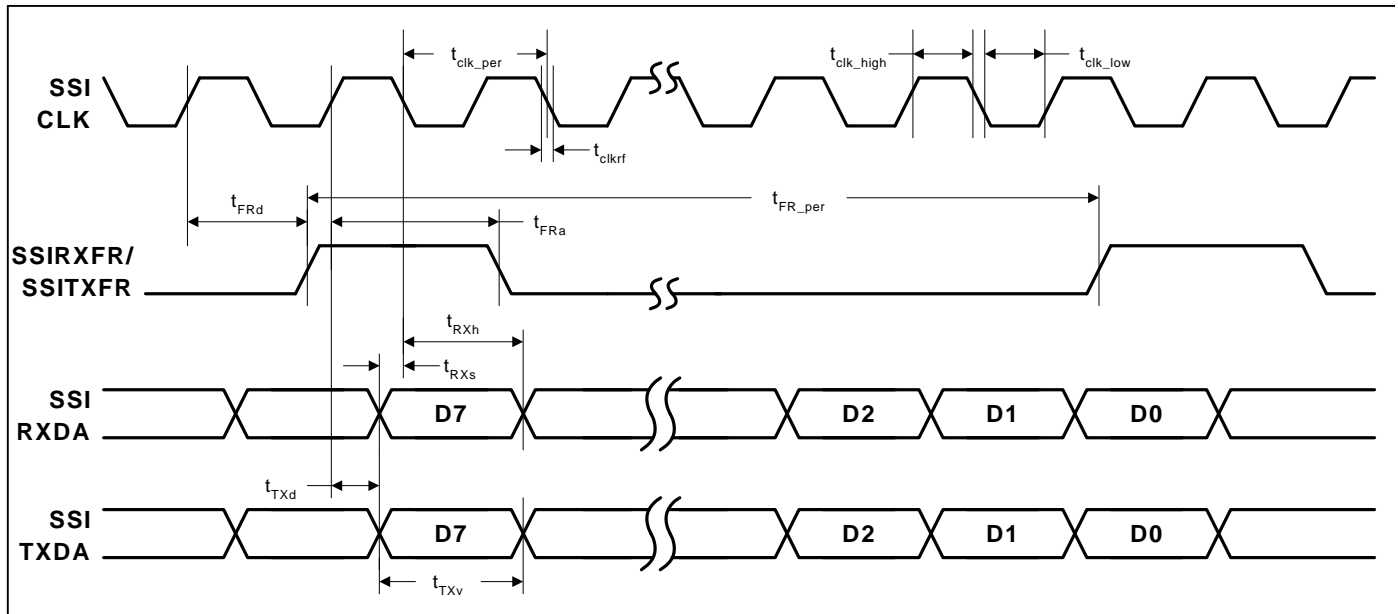 t_clk_per
t_clk_high
t_clk_low
SSI
CLK
t_clkrf
t_FRd
t_FR_per
t_FRa
SSIRXFR/
SSITXFR
t_RXh
t_RXs
SSI
RXDA
D7
D2
D1
D0
t_TXd
SSI
TXDA
D7
D2
D1
D0
t_TXv